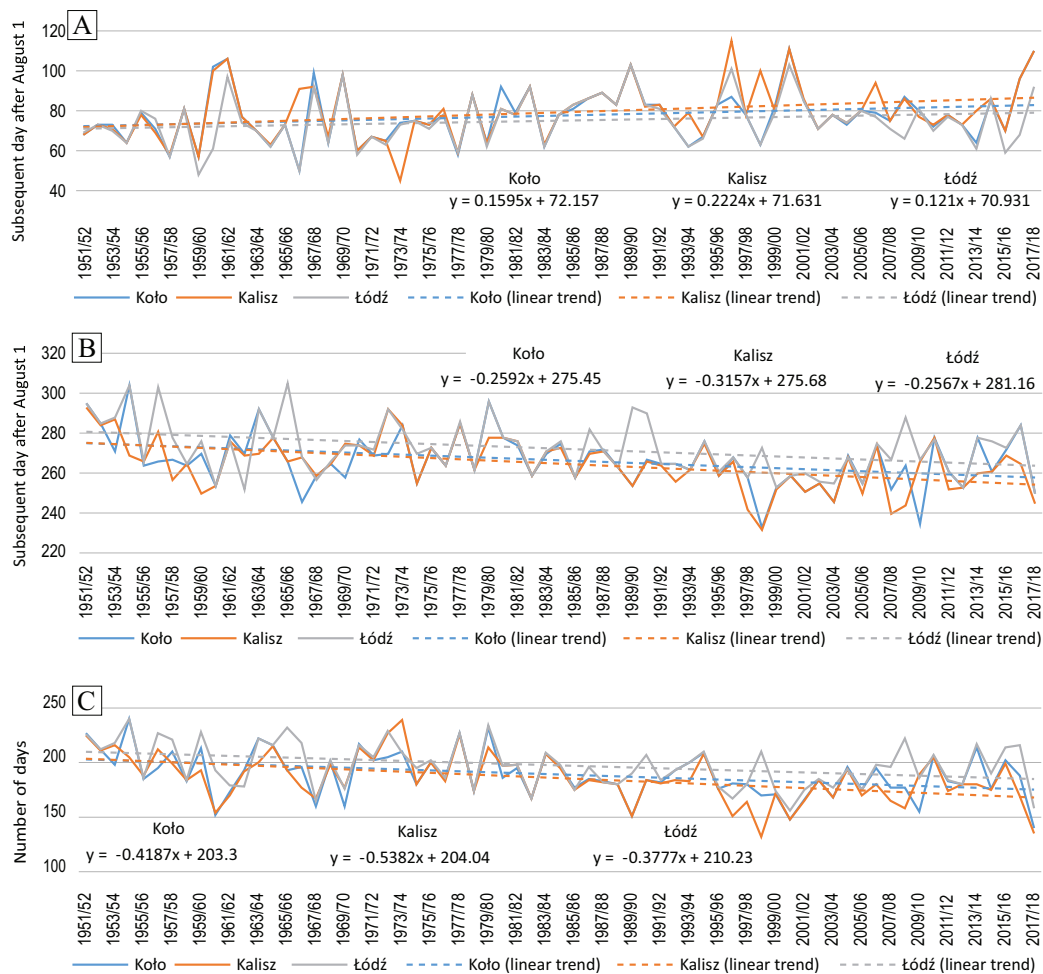 A
Subsequent day after August 1
120
100
80
60
40
Koło Kalisz Łódź
y = 0.1595x + 72.157 y = 0.2224x + 71.631 y = 0.121x + 70.931
1951/52 1953/54 1955/56 1957/58 1959/60 1961/62 1963/64 1965/66 1967/68 1969/70 1971/72 1973/74 1975/76 1977/78 1979/80 1981/82 1983/84 1985/86 1987/88 1989/90 1991/92 1993/94 1995/96 1997/98 1999/00 2001/02 2003/04 2005/06 2007/08 2009/10 2011/12 2013/14 2015/16 2017/18
Koło Kalisz Łódź Koło (linear trend) Kalisz (linear trend) Łódź (linear trend)
B
Subsequent day after August 1
320
300
280
260
240
220
Koło Kalisz Łódź
y = -0.2592x + 275.45 y = -0.3157x + 275.68 y = -0.2567x + 281.16
1951/52 1953/54 1955/56 1957/58 1959/60 1961/62 1963/64 1965/66 1967/68 1969/70 1971/72 1973/74 1975/76 1977/78 1979/80 1981/82 1983/84 1985/86 1987/88 1989/90 1991/92 1993/94 1995/96 1997/98 1999/00 2001/02 2003/04 2005/06 2007/08 2009/10 2011/12 2013/14 2015/16 2017/18
Koło Kalisz Łódź Koło (linear trend) Kalisz (linear trend) Łódź (linear trend)
C
Number of days
250
200
150
100
Koło Kalisz Łódź
y = -0.4187x + 203.3 y = -0.5382x + 204.04 y = -0.3777x + 210.23
1951/52 1953/54 1955/56 1957/58 1959/60 1961/62 1963/64 1965/66 1967/68 1969/70 1971/72 1973/74 1975/76 1977/78 1979/80 1981/82 1983/84 1985/86 1987/88 1989/90 1991/92 1993/94 1995/96 1997/98 1999/00 2001/02 2003/04 2005/06 2007/08 2009/10 2011/12 2013/14 2015/16 2017/18
Koło Kalisz Łódź Koło (linear trend) Kalisz (linear trend) Łódź (linear trend)